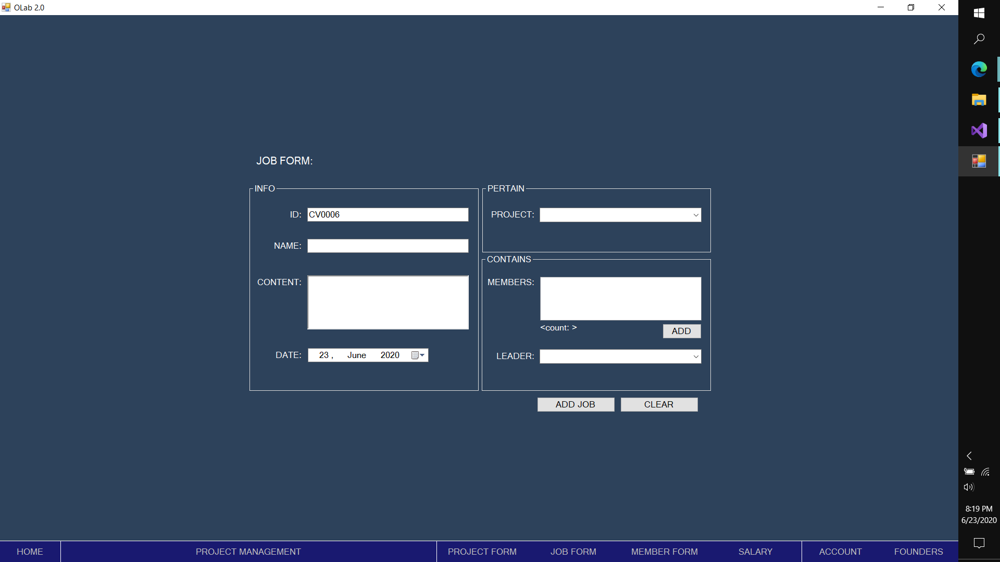 OLab 2.0
JOB FORM:
INFO
ID: CV0006
NAME:
CONTENT:
DATE: 23 , June 2020
PERTAIN
PROJECT:
CONTAINS
MEMBERS:
<count: >
ADD
LEADER:
ADD JOB CLEAR
8:19 PM
6/23/2020
HOME PROJECT MANAGEMENT PROJECT FORM JOB FORM MEMBER FORM SALARY ACCOUNT FOUNDERS